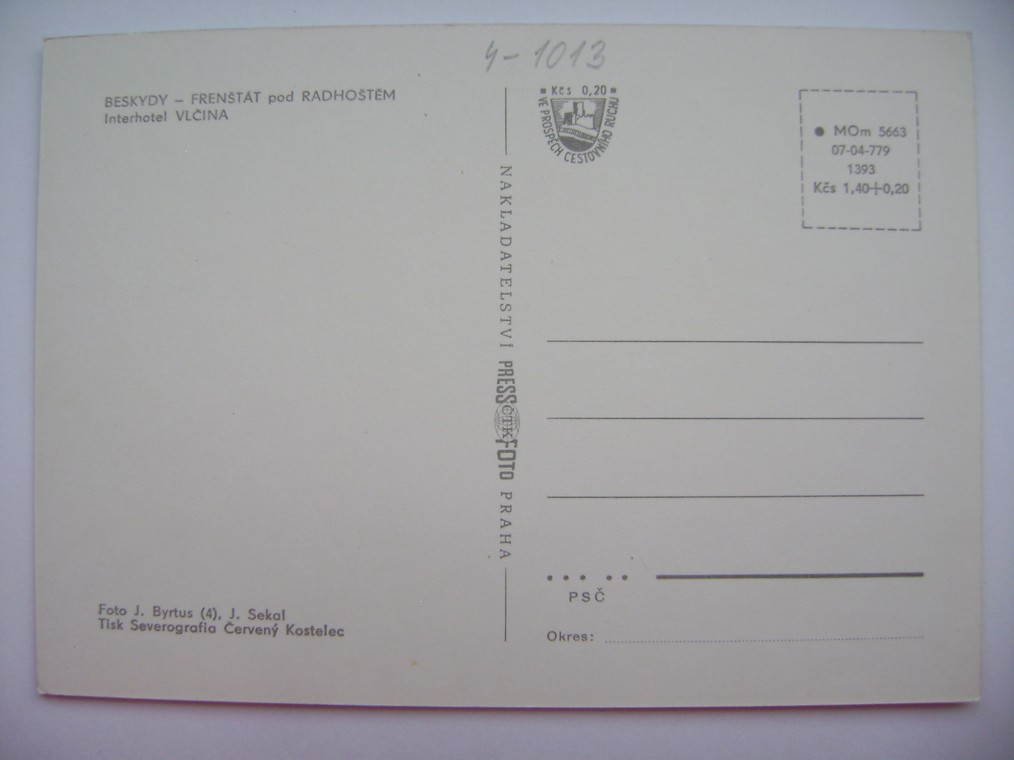 4-1013
BESKYDY – FRENŠTÁT pod RADHOŠTĚM
Interhotel VLČINA
Kčs 0,20
VE PROSPĚCH CESTOVNÍHO RUCHU
● MOm 5663
07-04-779
1393
Kčs 1,40+0,20
NAKLADATELSTVÍ PRESSFOTO PRAHA
ČTK
PSČ
Okres:
Foto J. Byrtus (4), J. Sekal
Tisk Severografia Červený Kostelec